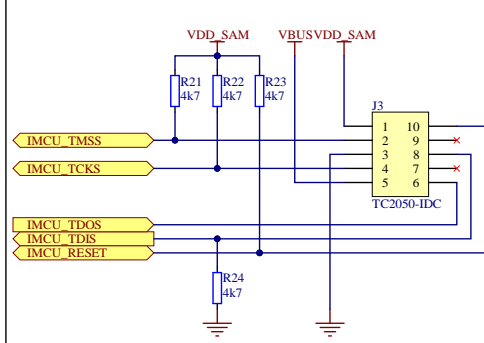 VDD_SAM VBUS VDD_SAM
R21 R22 R23
4k7 4k7 4k7
J3
1 10
IMCU_TMSS 2 9
3 8
IMCU_TCKS 4 7
5 6
TC2050-IDC
IMCU_TDOS
IMCU_TDIS
IMCU_RESET
R24
4k7